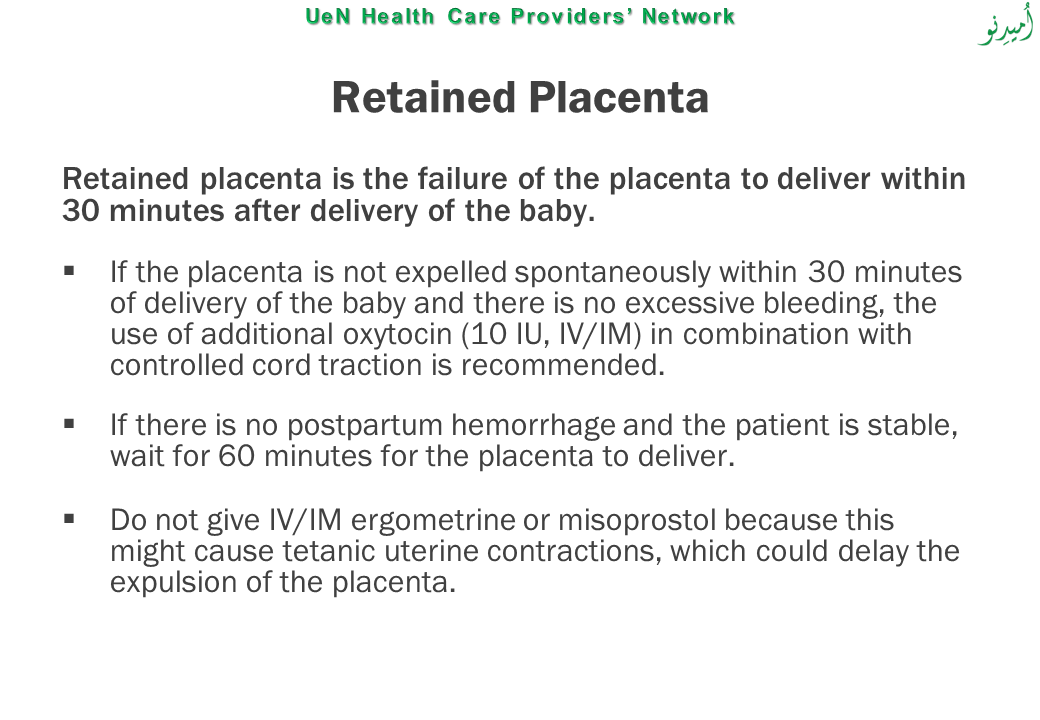 UeN Health Care Providers’ Network
اُميدِنو
Retained Placenta
Retained placenta is the failure of the placenta to deliver within
30 minutes after delivery of the baby.
▪ If the placenta is not expelled spontaneously within 30 minutes
of delivery of the baby and there is no excessive bleeding, the
use of additional oxytocin (10 IU, IV/IM) in combination with
controlled cord traction is recommended.
▪ If there is no postpartum hemorrhage and the patient is stable,
wait for 60 minutes for the placenta to deliver.
▪ Do not give IV/IM ergometrine or misoprostol because this
might cause tetanic uterine contractions, which could delay the
expulsion of the placenta.